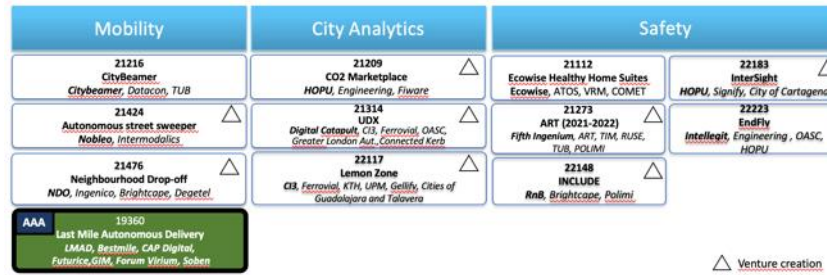 Mobility
21216
CityBeamer
Citybeamer, Datacon, TUB
21424
Autonomous street sweeper
Nobleo, Intermodalics
21476
Neighbourhood Drop-off
NDO, Ingenico, Brightcape, Degetel
AAA
19360
Last Mile Autonomous Delivery
LMAD, Bestmile, CAP Digital,
Futurice,GIM, Forum Virium, Soben
City Analytics
21209
CO2 Marketplace
HOPU, Engineering, Fiware
21314
UDX
Digital Catapult, CI3, Ferrovial, OASC,
Greater London Aut.,Connected Kerb
22117
Lemon Zone
CI3, Ferrovial, KTH, UPM, Gellify, Cities of
Guadalajara and Talavera
Safety
21112
Ecowise Healthy Home Suites
Ecowise, ATOS, VRM, COMET
21273
ART (2021-2022)
Fifth Ingenium, ART, TIM, RUSE,
TUB, POLIMI
22148
INCLUDE
RnB, Brightcape, Polimi
22183
InterSight
HOPU, Signify, City of Cartagena
22223
EndFly
Intellegit, Engineering , OASC,
HOPU
Venture creation